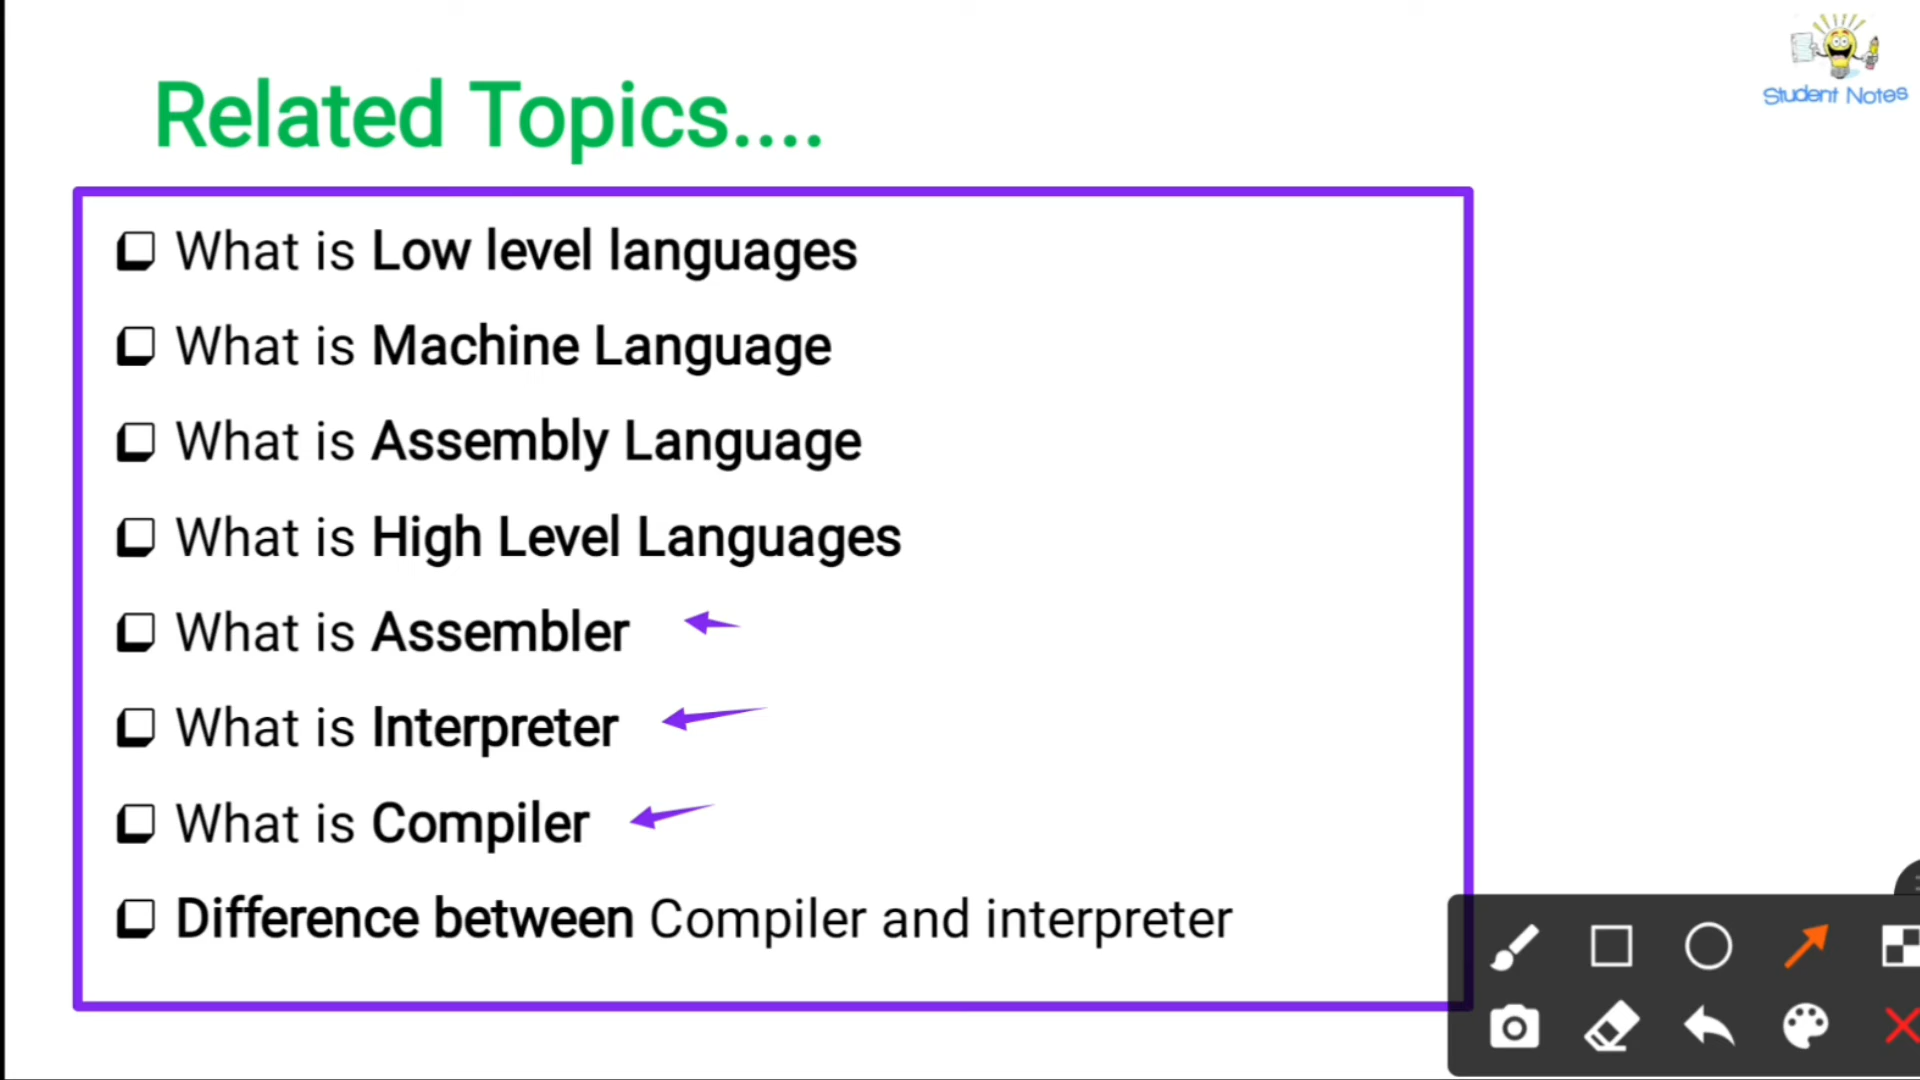 Student Notes
Related Topics....
What is Low level languages
What is Machine Language
What is Assembly Language
What is High Level Languages
What is Assembler
What is Interpreter
What is Compiler
Difference between Compiler and interpreter